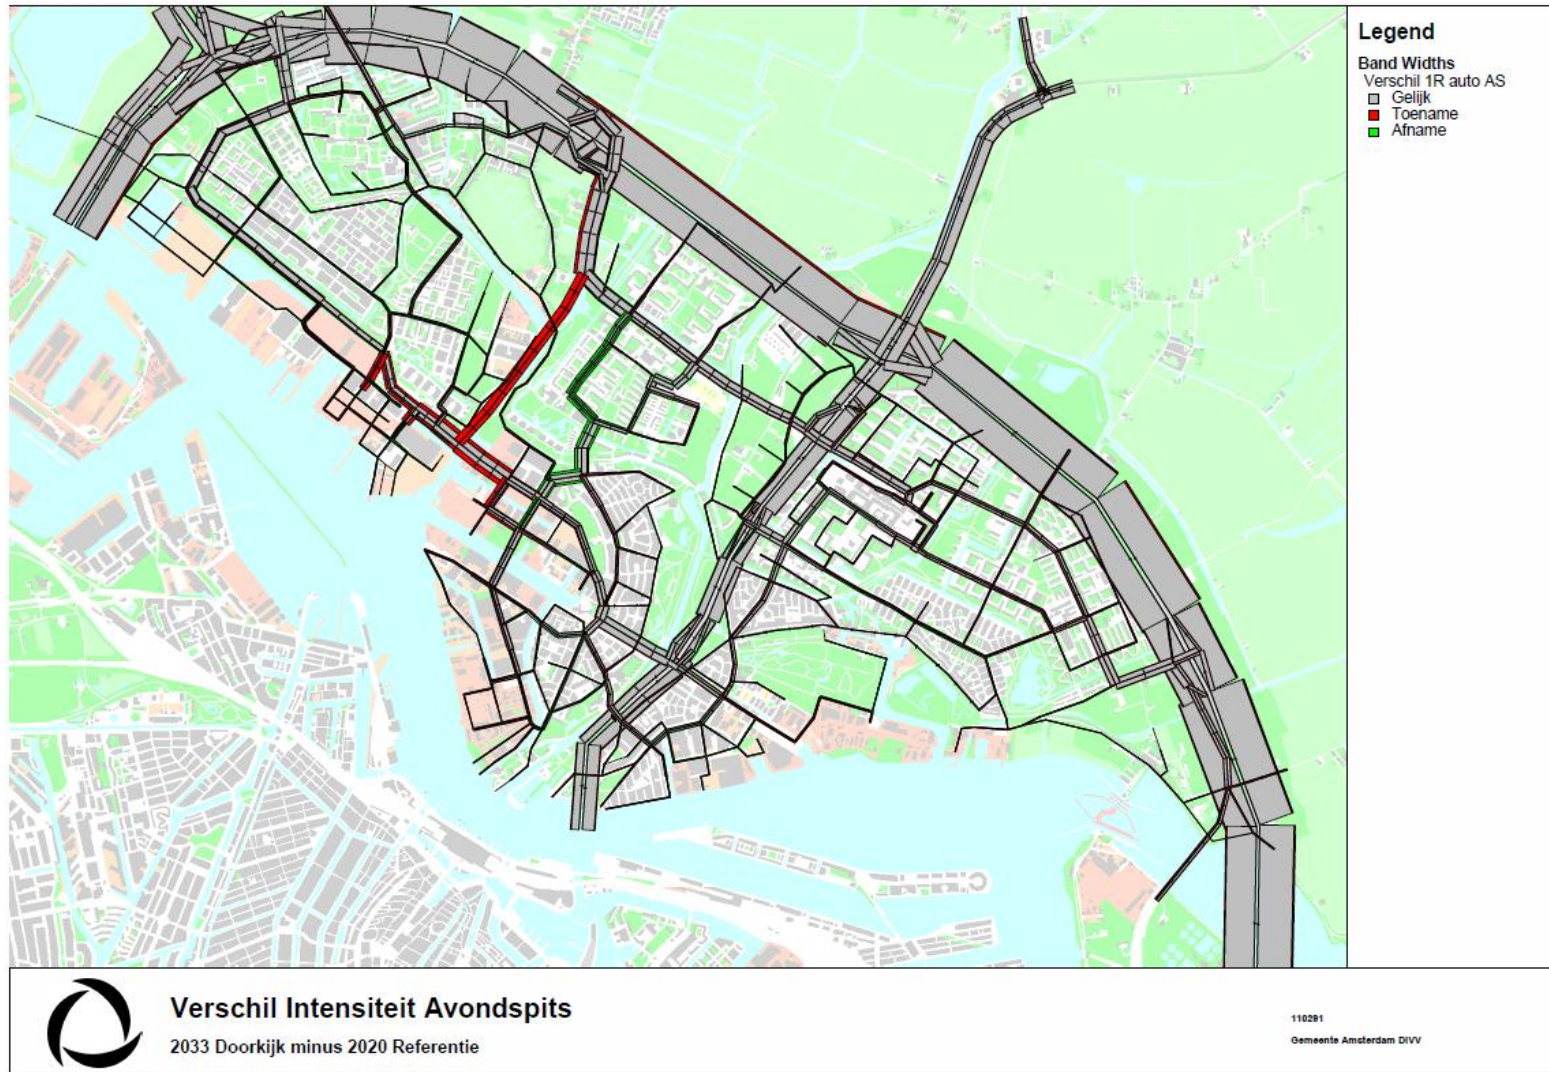 Legend
Band Widths
Verschil 1R auto AS
Gelijk
Toename
Afname
Verschil Intensiteit Avondspits
2033 Doorkijk minus 2020 Referentie
110281
Gemeente Amsterdam DIVV